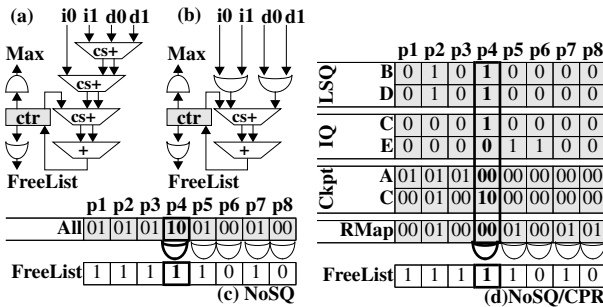 (a) i0 i1 d0 d1
cs+
Max
cs+
ctr
cs+
+
FreeList
(b) i0 i1 d0 d1
Max
ctr
cs+
+
FreeList
p1 p2 p3 p4 p5 p6 p7 p8
All 01 01 01 10 01 00 01 00
FreeList 1 1 1 1 1 0 1 0
(c) NoSQ
p1 p2 p3 p4 p5 p6 p7 p8
LSQ
B 0 1 0 1 0 0 0 0
D 0 1 0 1 0 0 0 0
IQ
C 0 0 0 1 0 0 0 0
E 0 0 0 0 1 1 0 0
Ckpt
A 01 01 01 00 00 00 00 00
C 00 01 00 10 00 00 00 00
RMap 00 01 00 00 01 00 01 00
FreeList 1 1 1 1 1 0 1 0
(d)NoSQ/CPR